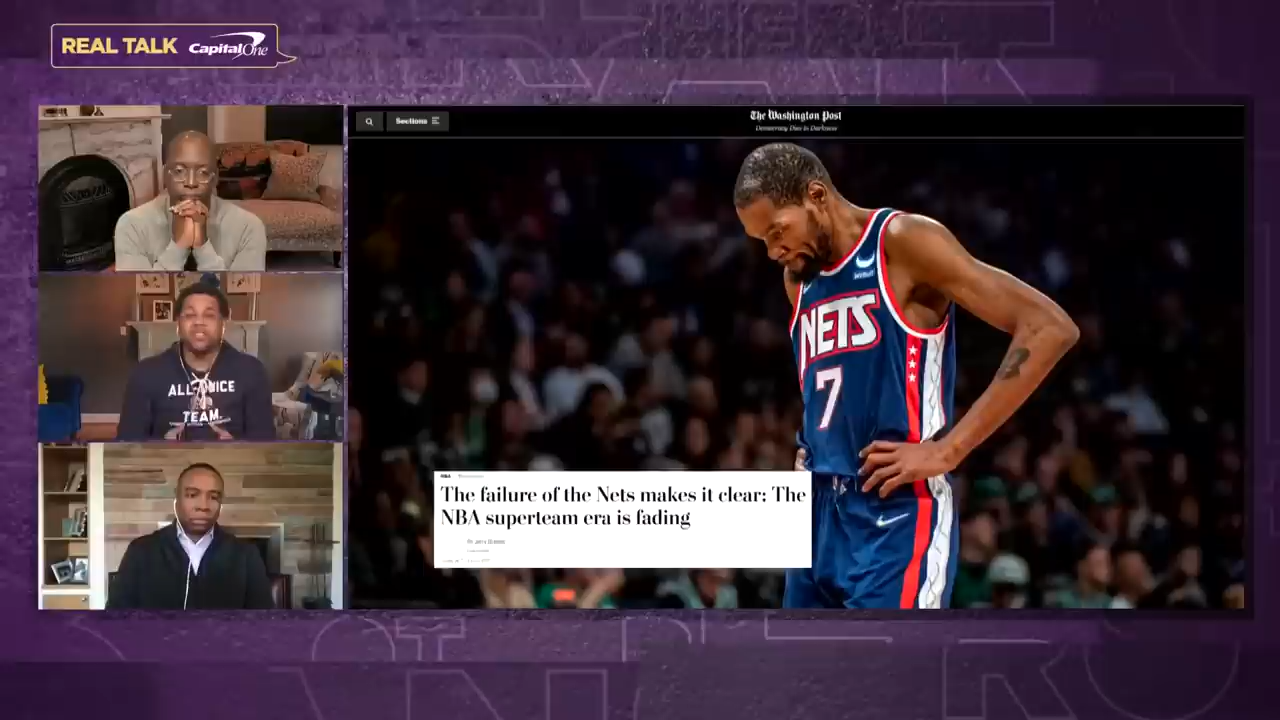 REAL TALK Capital One
Sections
The Washington Post
Democracy Dies in Darkness
NETS
7
ALL NICE
TEAM
NBA
The failure of the Nets makes it clear: The
NBA superteam era is fading